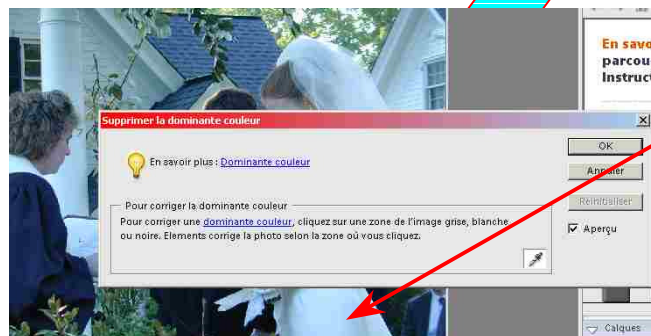 En savo
parcou
Instruc
Supprimer la dominante couleur
En savoir plus : Dominante couleur
OK
Annuler
Réinitialiser
Aperçu
Pour corriger la dominante couleur
Pour corriger une dominante couleur, cliquez sur une zone de l'image grise, blanche
ou noire. Elements corrige la photo selon la zone où vous cliquez.
Calques